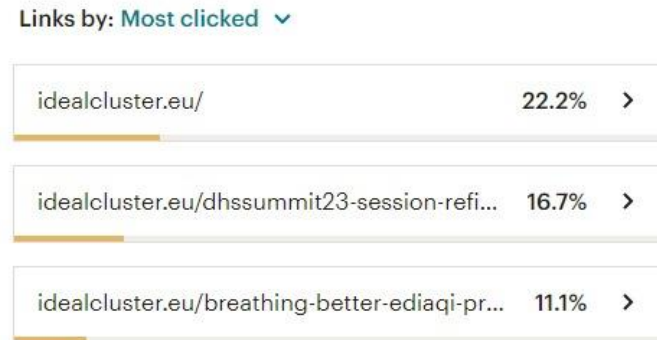 Links by: Most clicked
idealcluster.eu/ 22.2%
idealcluster.eu/dhssummit23-session-refi... 16.7%
idealcluster.eu/breathing-better-ediaqi-pr... 11.1%